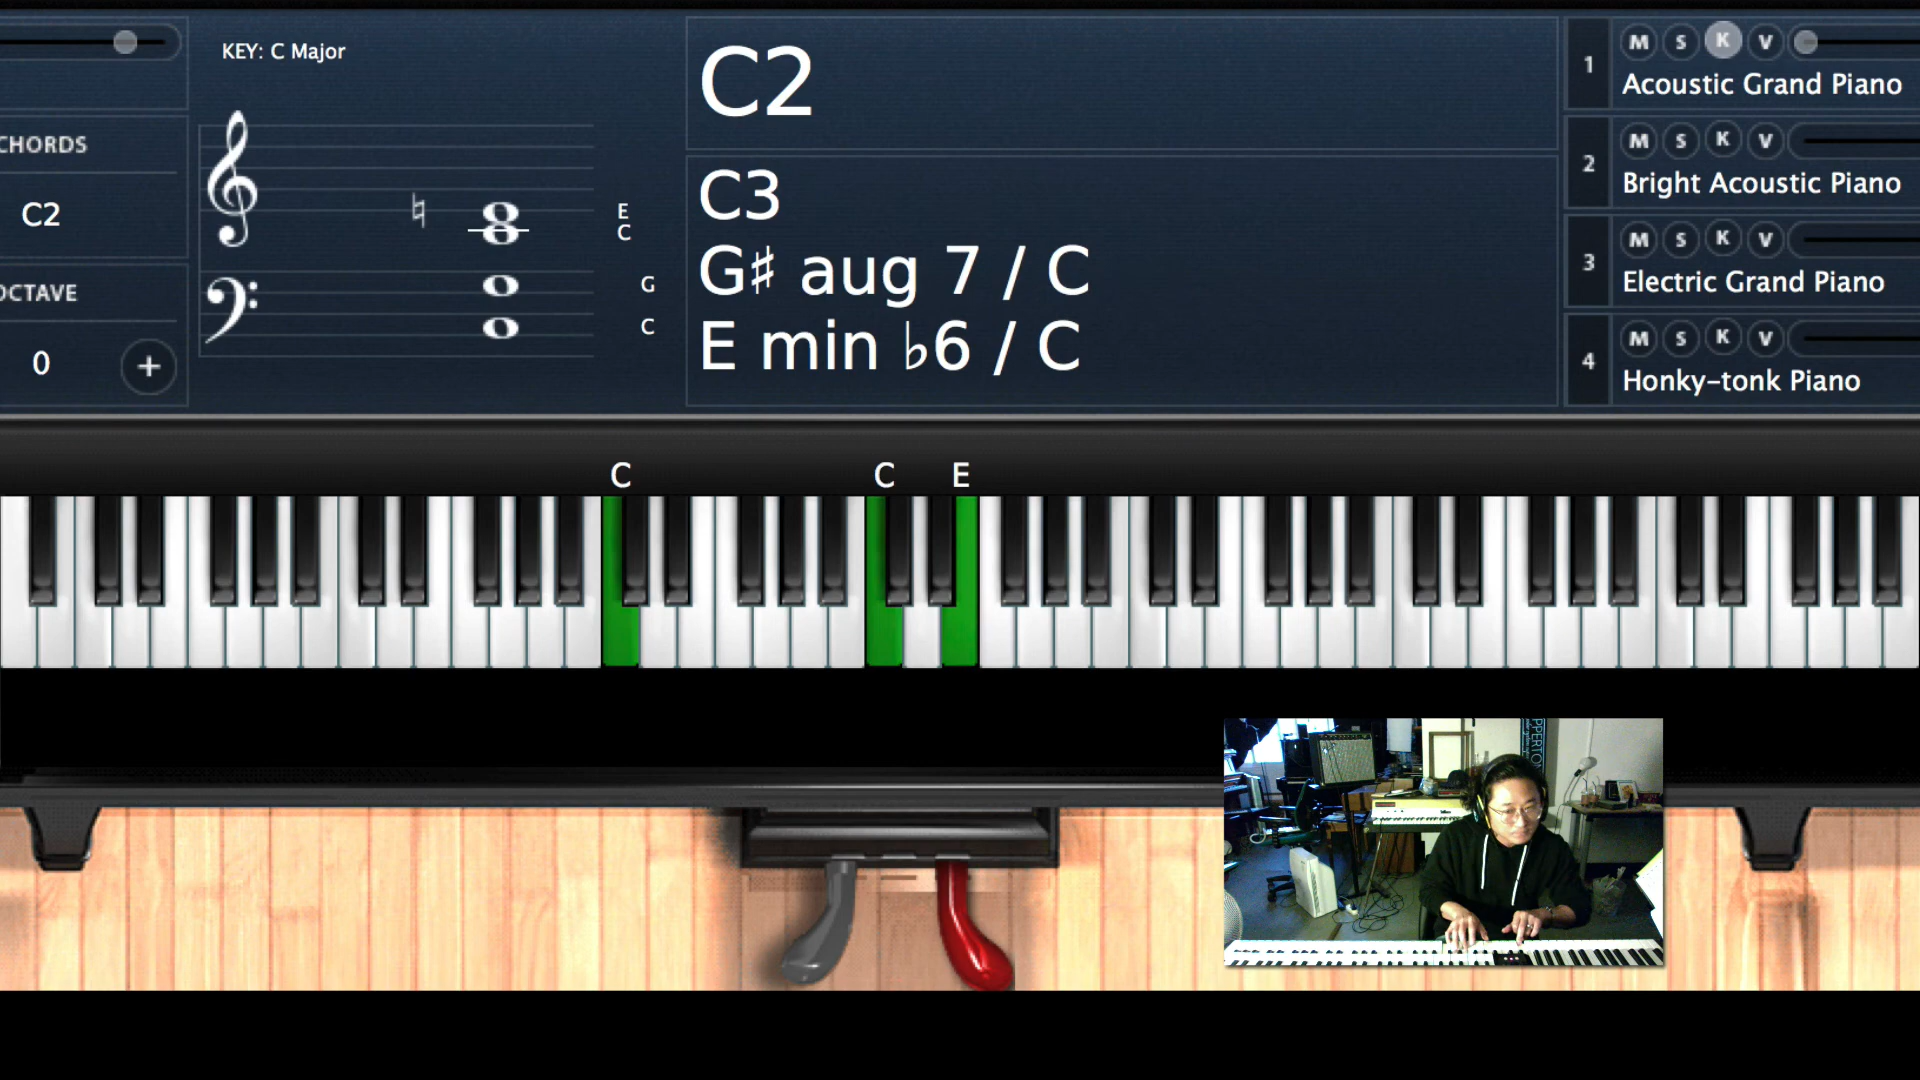 KEY: C Major
CHORDS
C2
OCTAVE
0
+
E
C
G
C
C2
C3
G♯ aug 7 / C
E min ♭6 / C
1
M S K V
Acoustic Grand Piano
2
M S K V
Bright Acoustic Piano
3
M S K V
Electric Grand Piano
4
M S K V
Honky-tonk Piano
C C E
PPERTON